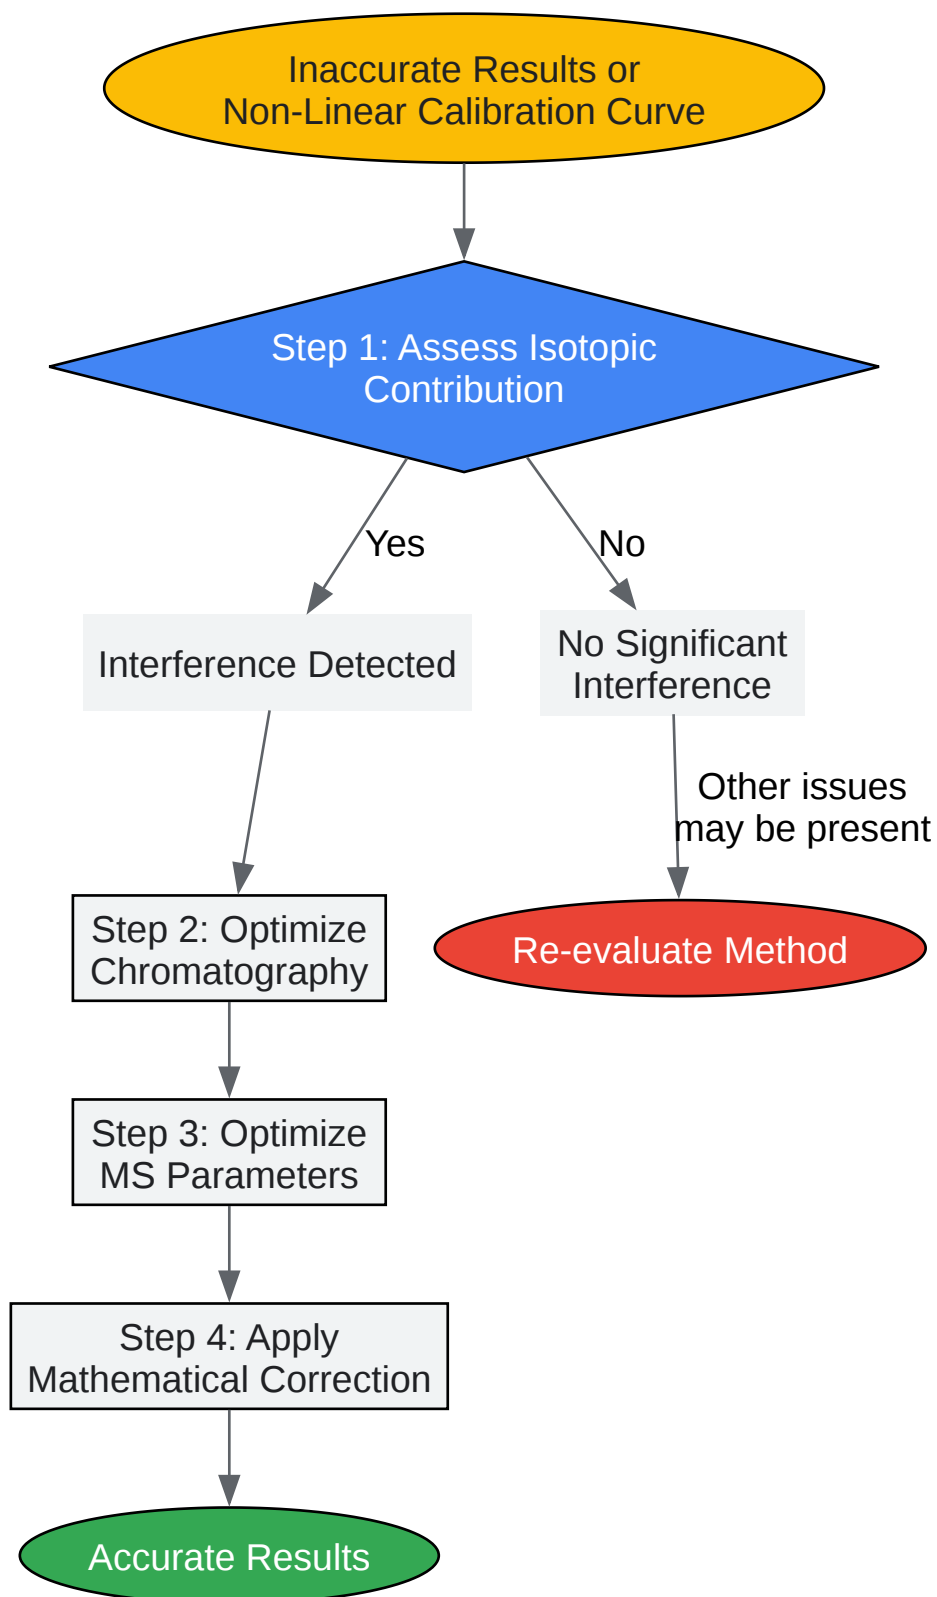 Inaccurate Results or
Non-Linear Calibration Curve
Step 1: Assess Isotopic
Contribution
Yes
No
Interference Detected
No Significant
Interference
Other issues
may be present
Step 2: Optimize
Chromatography
Re-evaluate Method
Step 3: Optimize
MS Parameters
Step 4: Apply
Mathematical Correction
Accurate Results